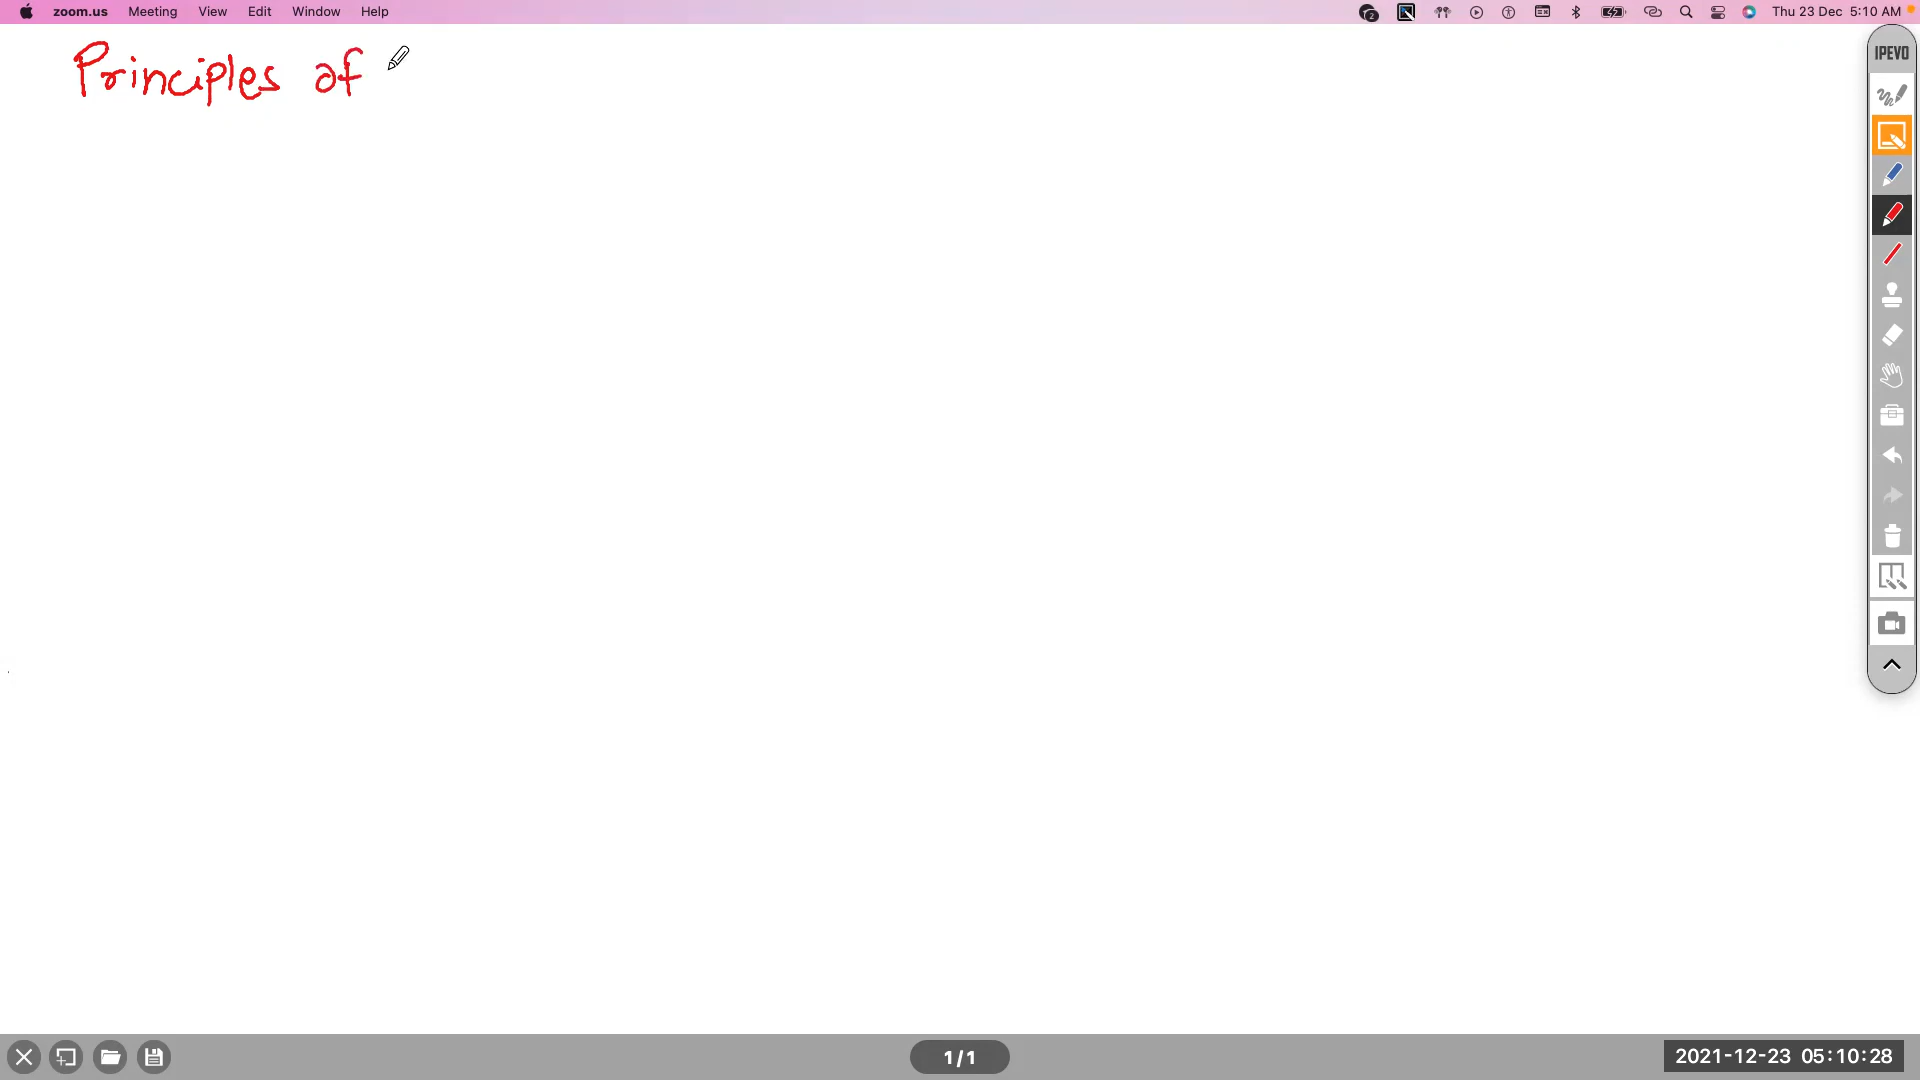 zoom.us Meeting View Edit Window Help Thu 23 Dec 5:10 AM
Principles of
IPEVO
1/1
2021-12-23 05:10:28